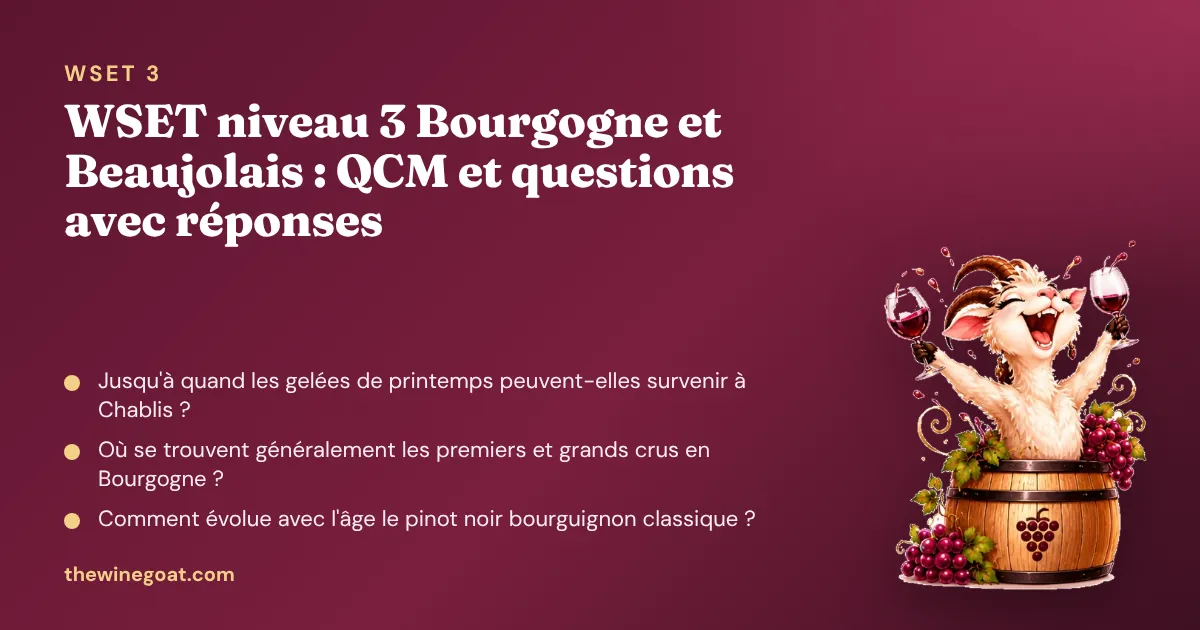 WSET 3
WSET niveau 3 Bourgogne et
Beaujolais : QCM et questions
avec réponses
Jusqu'à quand les gelées de printemps peuvent-elles survenir à
Chablis ?
Où se trouvent généralement les premiers et grands crus en
Bourgogne ?
Comment évolue avec l'âge le pinot noir bourguignon classique ?
thewinegoat.com